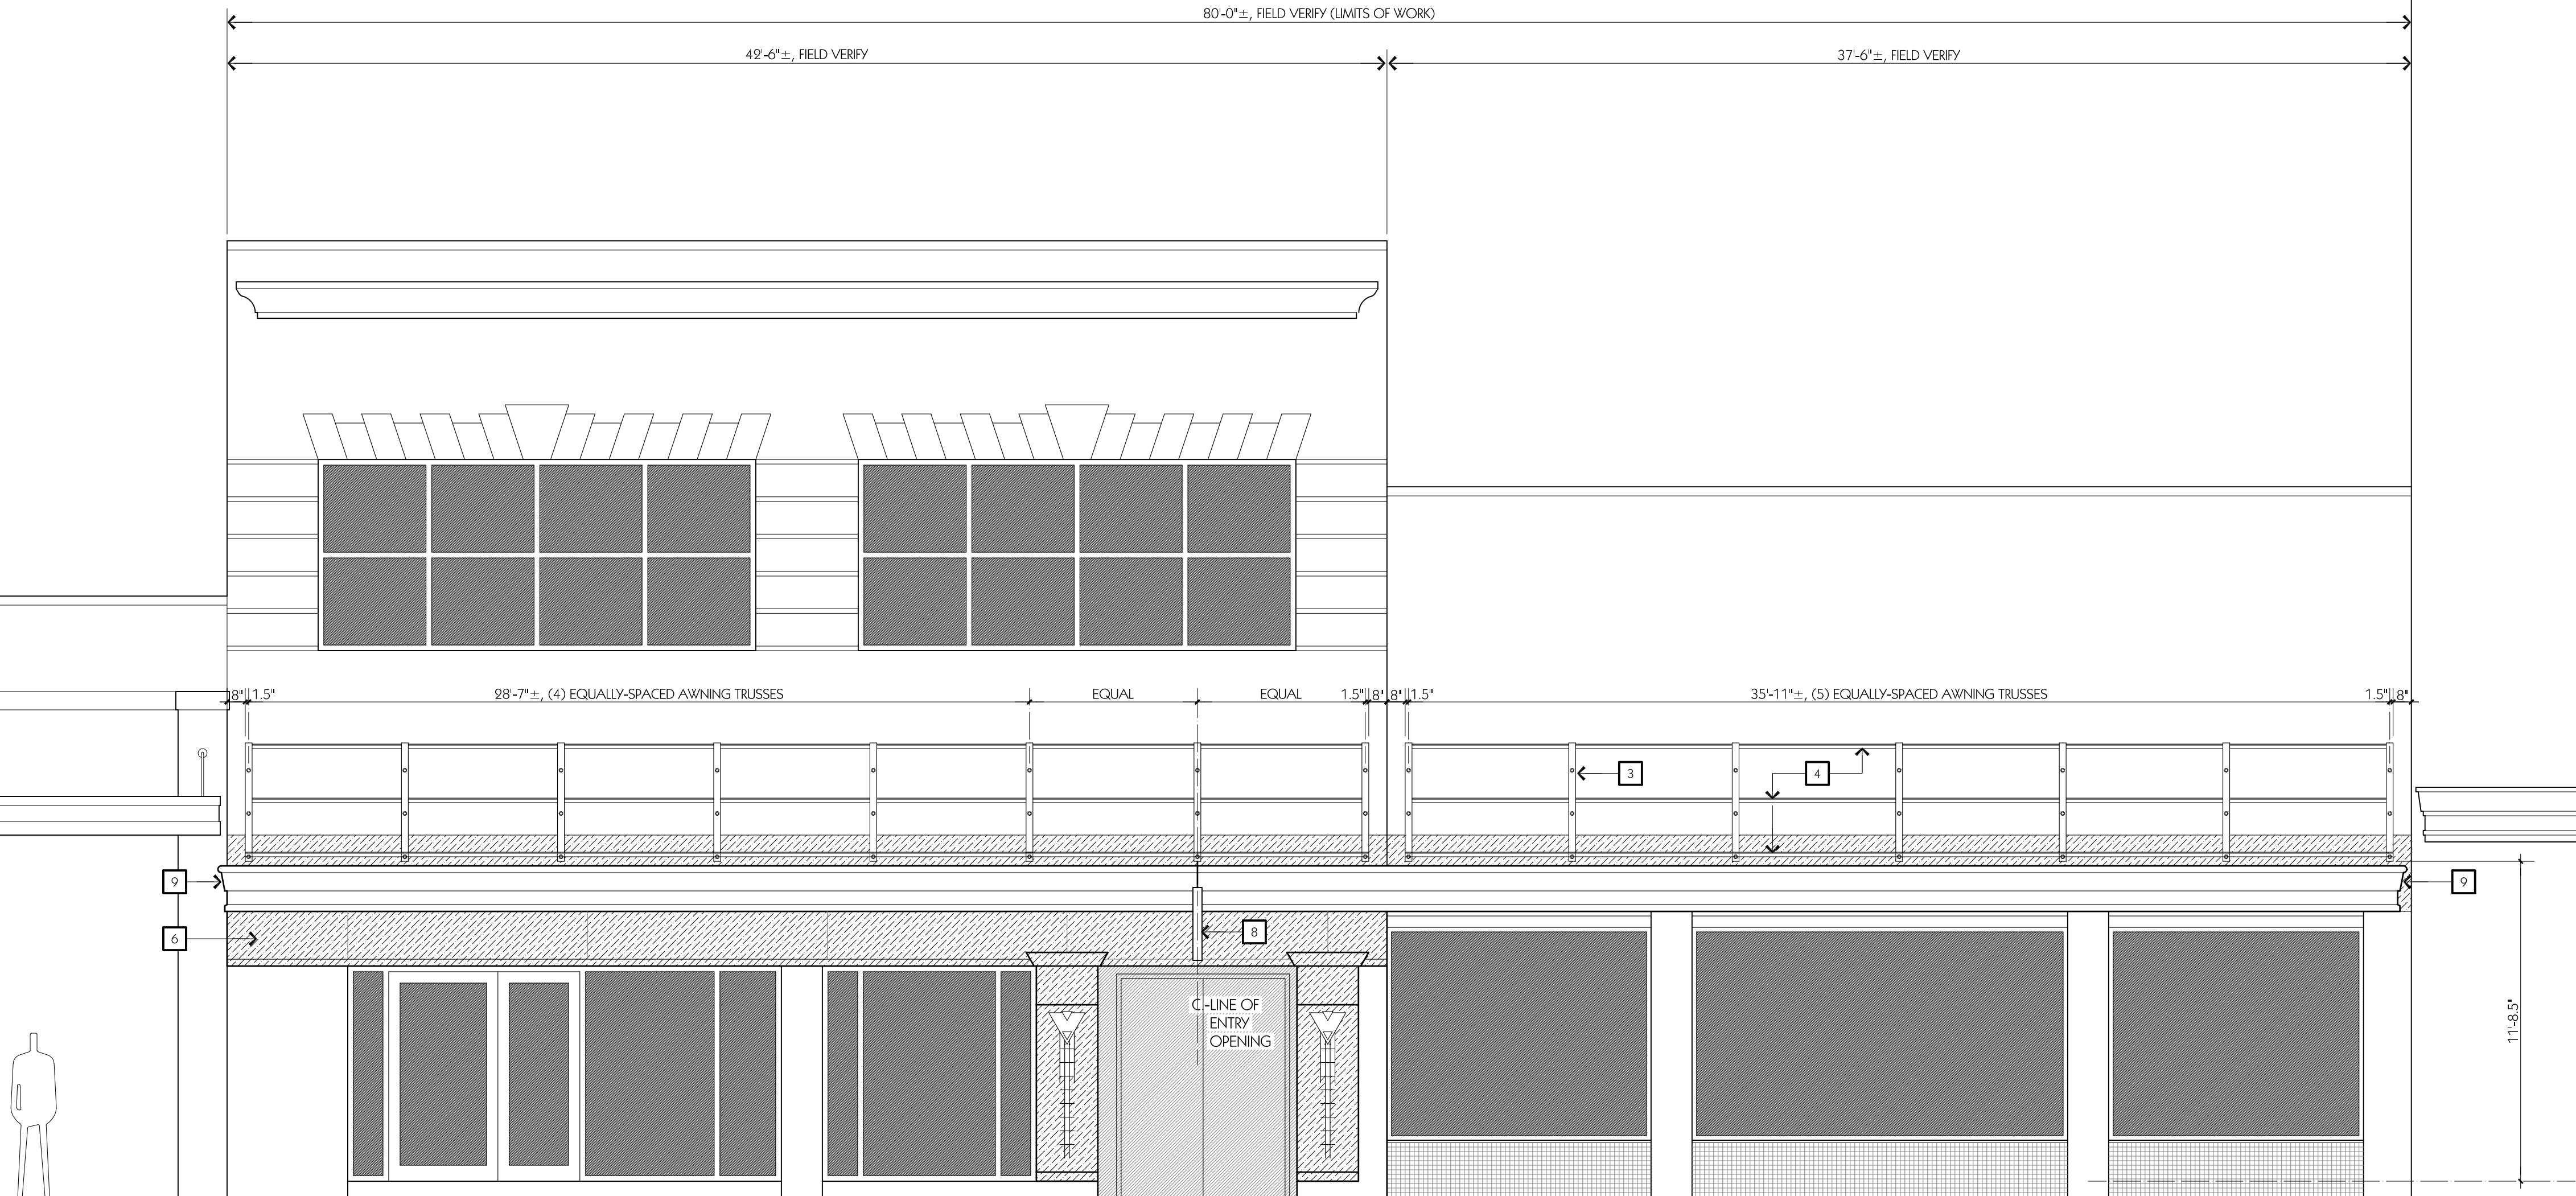 80'-0"±, FIELD VERIFY (LIMITS OF WORK)
42'-6"±, FIELD VERIFY
37'-6"±, FIELD VERIFY
8" 1.5" 28'-7"±, (4) EQUALLY-SPACED AWNING TRUSSES EQUAL EQUAL 1.5" 8" 8" 1.5" 35'-11"±, (5) EQUALLY-SPACED AWNING TRUSSES 1.5" 8"
3
4
9
9
8
6
C-LINE OF
ENTRY
OPENING
11'-8.5"